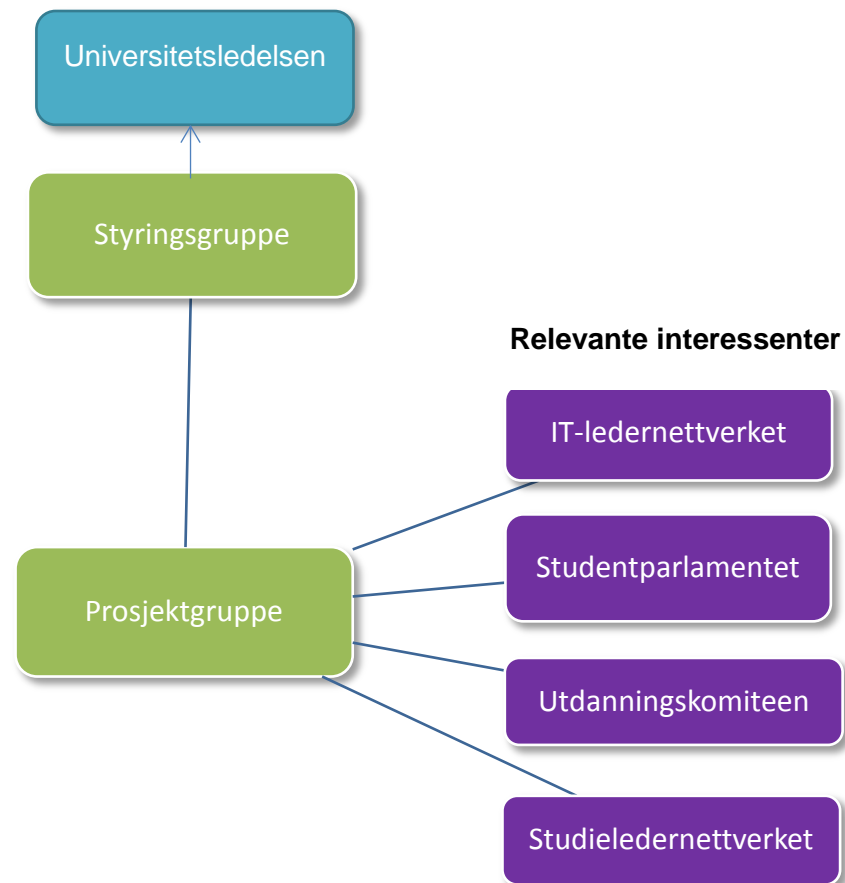 Universitetsledelsen
Styringsgruppe
Relevante interessenter
IT-ledernettverket
Studentparlamentet
Prosjektgruppe
Utdanningskomiteen
Studieledernettverket